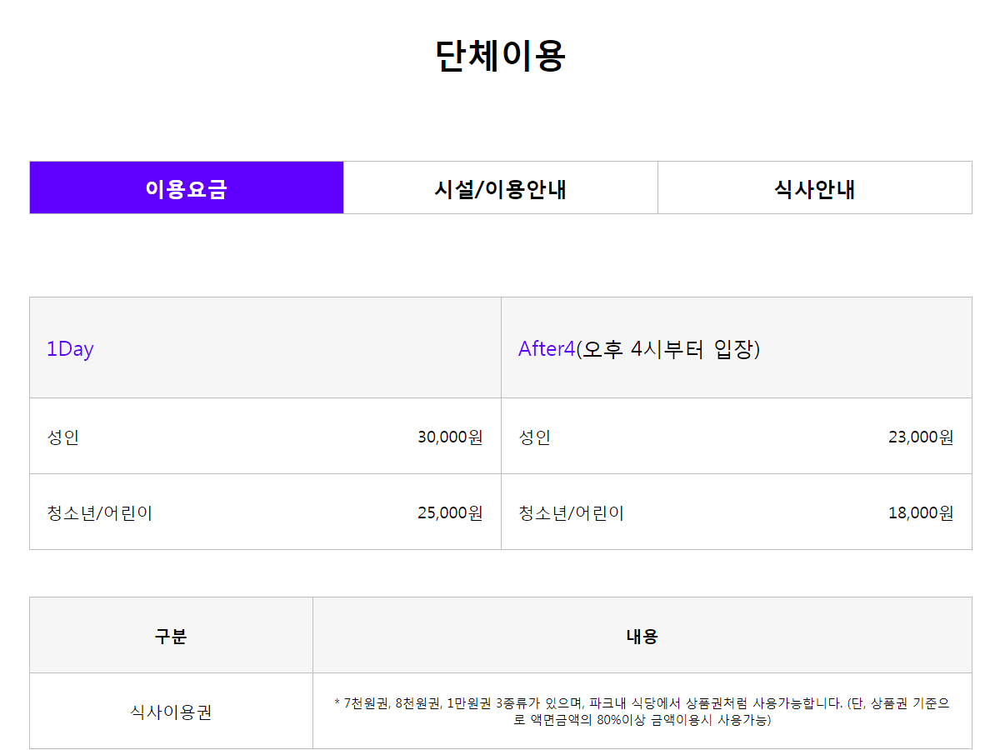 단체이용
이용요금
시설/이용안내
식사안내
1Day
After4(오후 4시부터 입장)
성인
30,000원
성인
23,000원
청소년/어린이
25,000원
청소년/어린이
18,000원
구분
내용
식사이용권
* 7천원권, 8천원권, 1만원권 3종류가 있으며, 파크내 식당에서 상품권처럼 사용가능합니다. (단, 상품권 기준으
로 액면금액의 80%이상 금액이용시 사용가능)